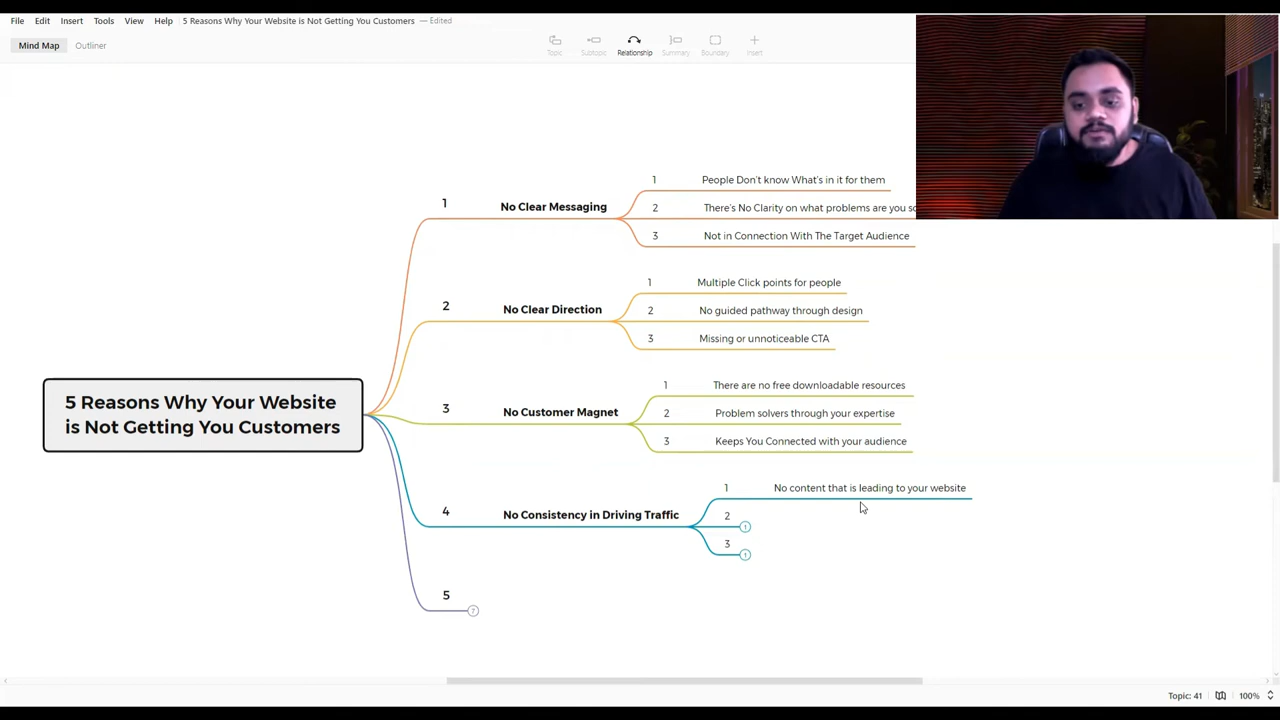 File Edit Insert Tools View Help 5 Reasons Why Your Website is Not Getting You Customers — Edited
Mind Map Outliner
Topic Subtopic Relationship Summary Boundary Insert
1 No Clear Messaging
1 People Don't know What's in it for them
2 There's No Clarity on what problems are you so
3 Not in Connection With The Target Audience
2 No Clear Direction
1 Multiple Click points for people
2 No guided pathway through design
3 Missing or unnoticeable CTA
5 Reasons Why Your Website
is Not Getting You Customers
3 No Customer Magnet
1 There are no free downloadable resources
2 Problem solvers through your expertise
3 Keeps You Connected with your audience
4 No Consistency in Driving Traffic
1 No content that is leading to your website
2 1
3 1
5 7
Topic: 41 100%